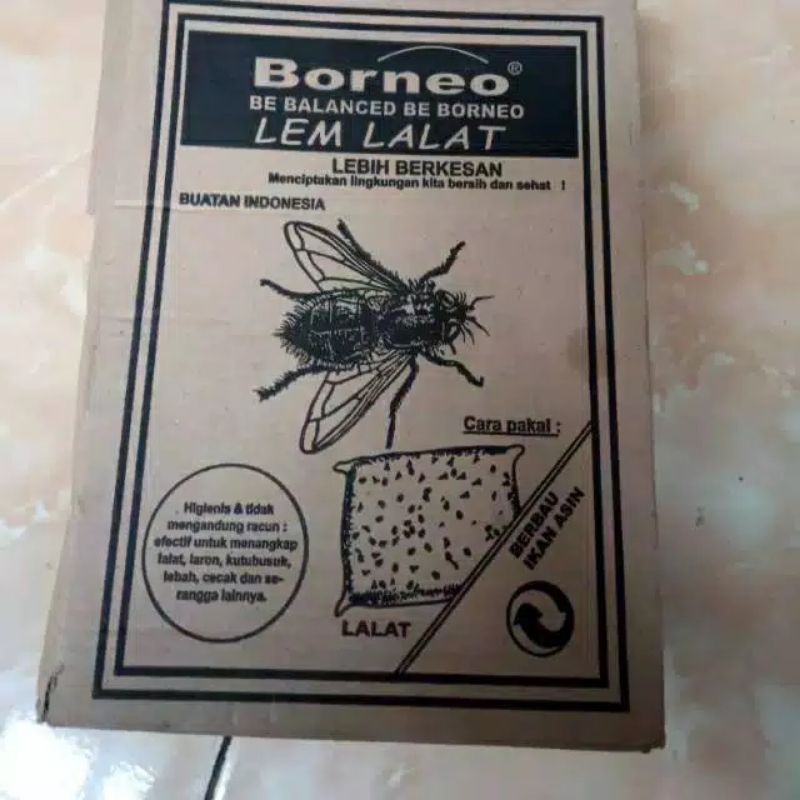 Borneo®
BE BALANCED BE BORNEO
LEM LALAT
LEBIH BERKESAN
Menciptakan lingkungan kita bersih dan sehat !
BUATAN INDONESIA
Cara pakai :
BERBAU
IKAN ASIN
Higienis & tidak
mengandung racun :
efectif untuk menangkap
lalat, laron, kutubusuk,
lebah, cecak dan se-
rangga lainnya.
LALAT